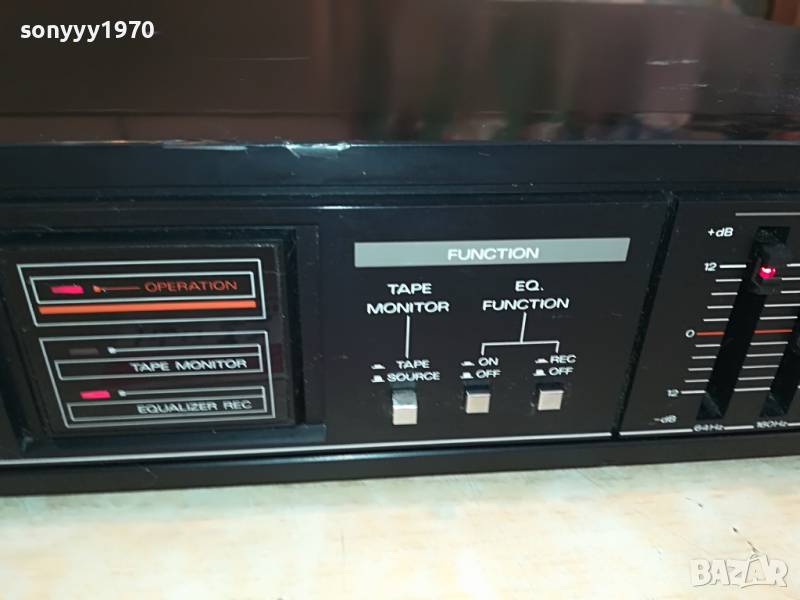 sonyyy1970
OPERATION
TAPE MONITOR
EQUALIZER REC
FUNCTION
TAPE
MONITOR
EQ.
FUNCTION
TAPE
SOURCE
ON
OFF
REC
OFF
+dB
12
0
12
-dB
64Hz
160Hz
BAZAR